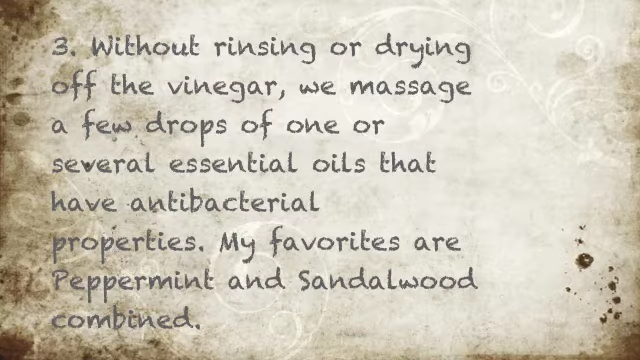 3. Without rinsing or drying
off the vinegar, we massage
a few drops of one or
several essential oils that
have antibacterial
properties. My favorites are
Peppermint and Sandalwood
combined.